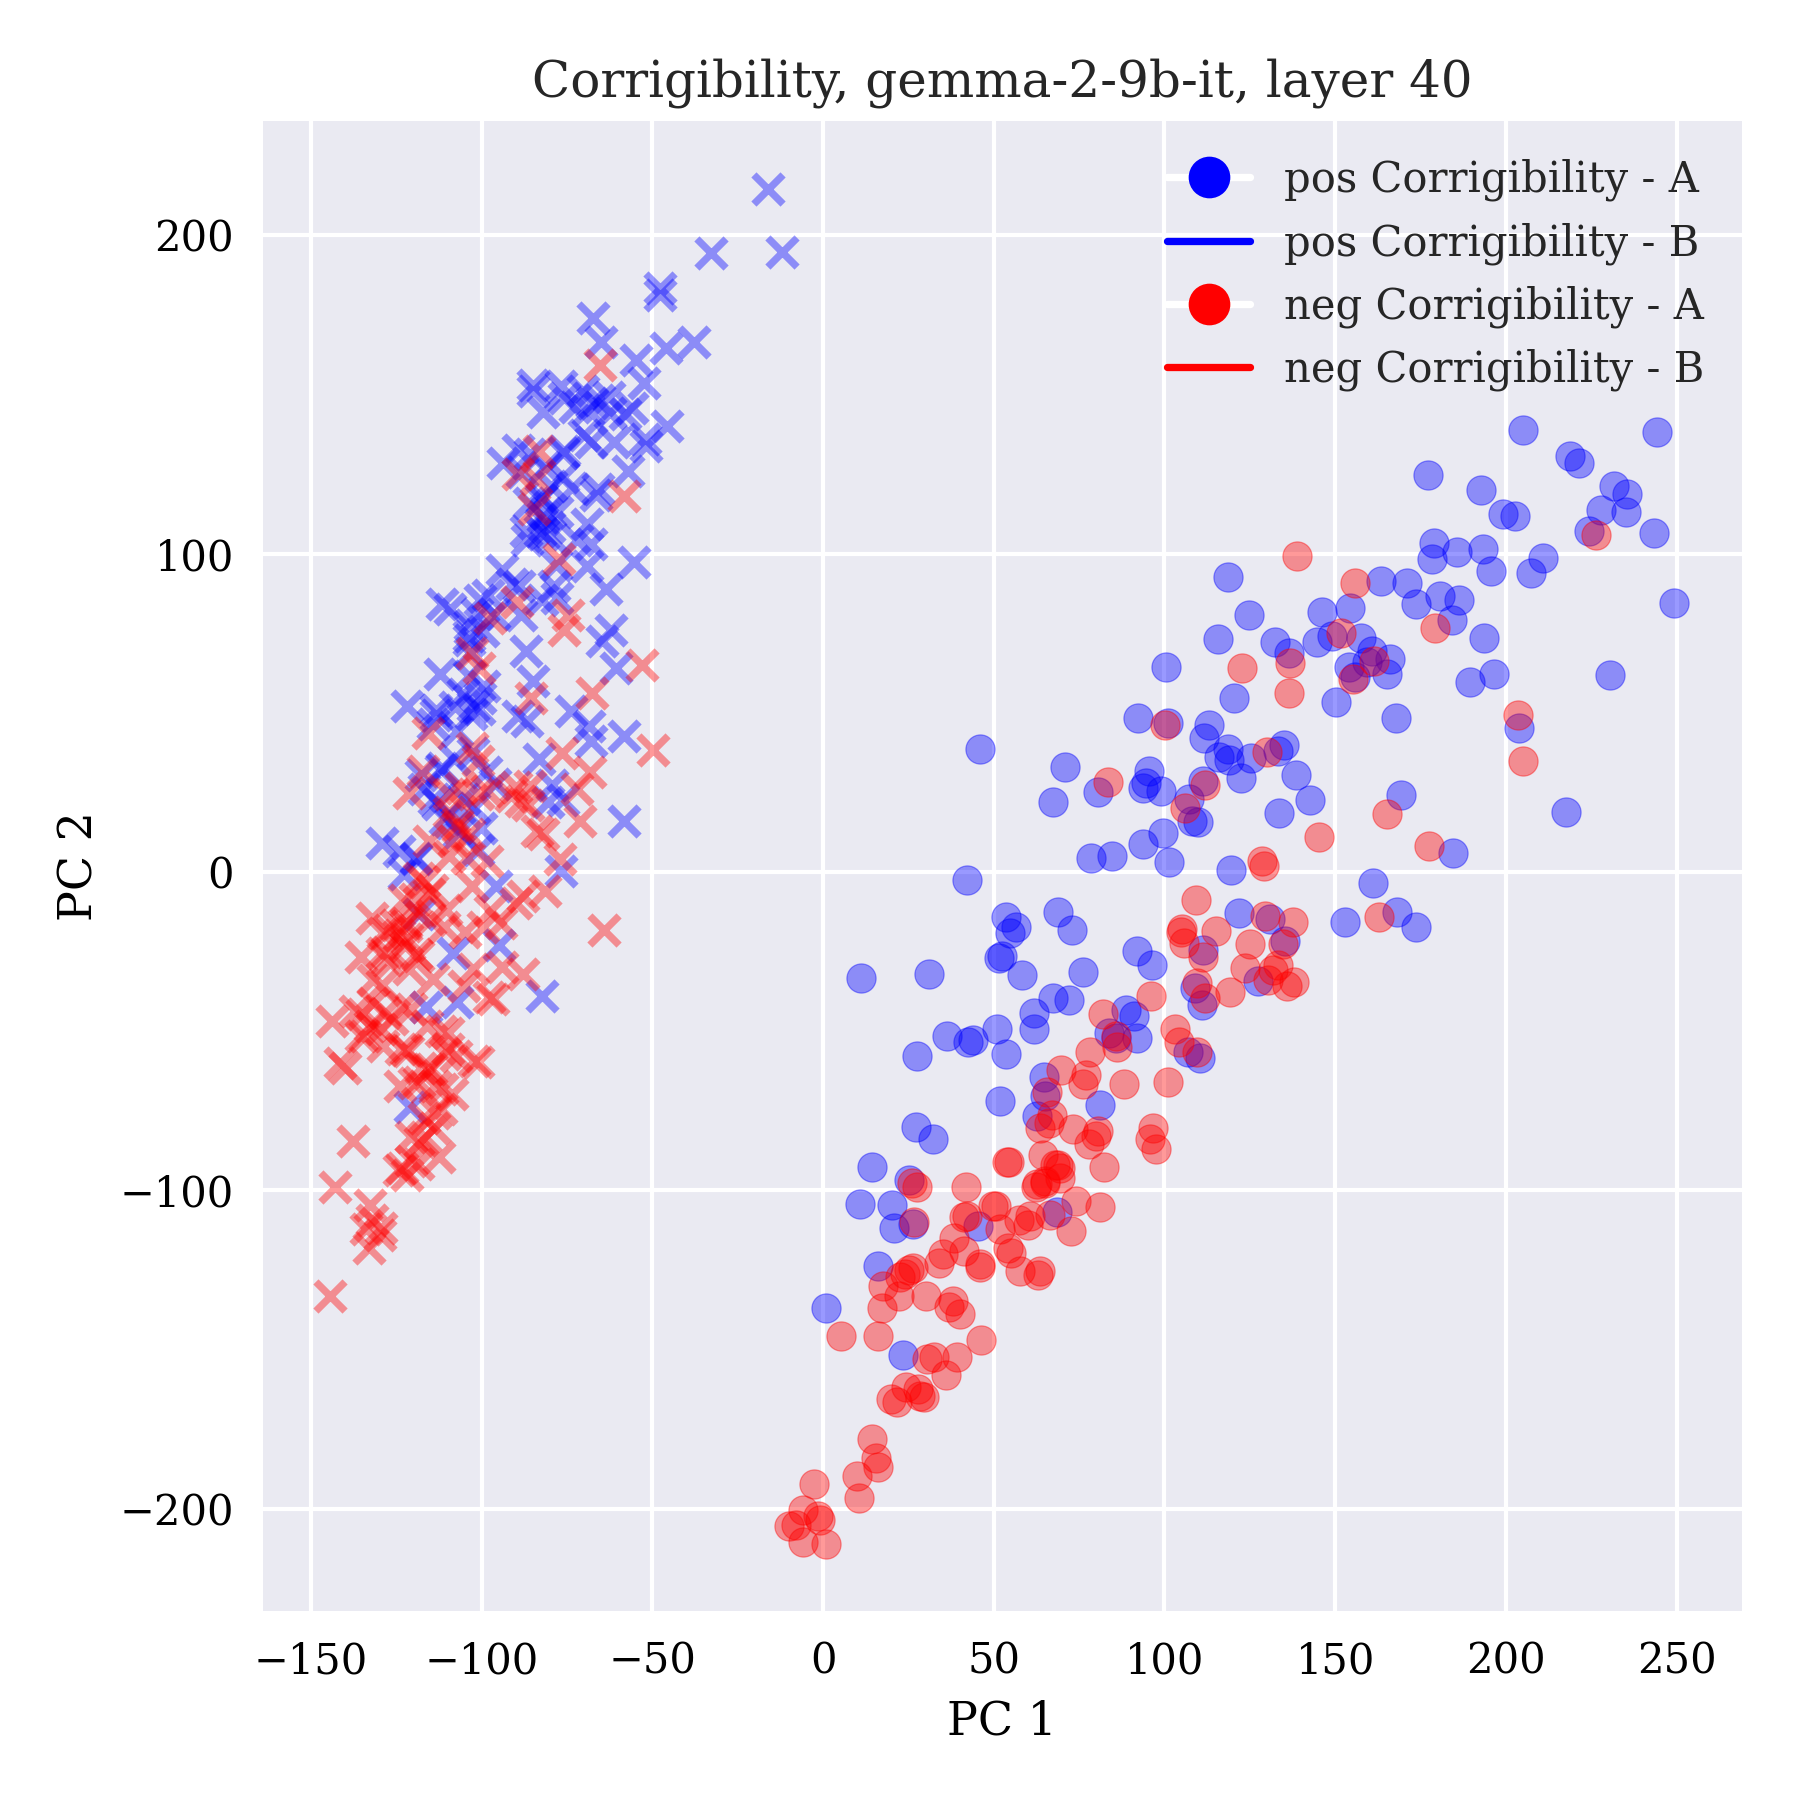 Corrigibility, gemma-2-9b-it, layer 40
pos Corrigibility - A
pos Corrigibility - B
neg Corrigibility - A
neg Corrigibility - B
200
100
0
−100
−200
PC 2
−150 −100 −50 0 50 100 150 200 250
PC 1